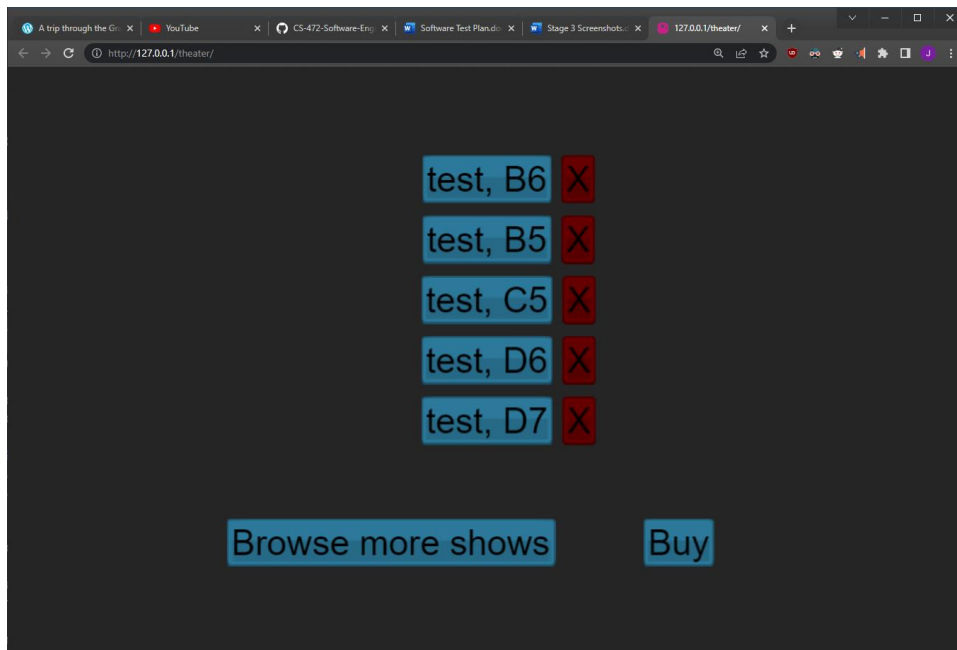 A trip through the Gr
YouTube
CS-472-Software-Eng
Software Test Plan.do
Stage 3 Screenshots.d
127.0.0.1/theater/
http://127.0.0.1/theater/
J
test, B6 X
test, B5 X
test, C5 X
test, D6 X
test, D7 X
Browse more shows Buy